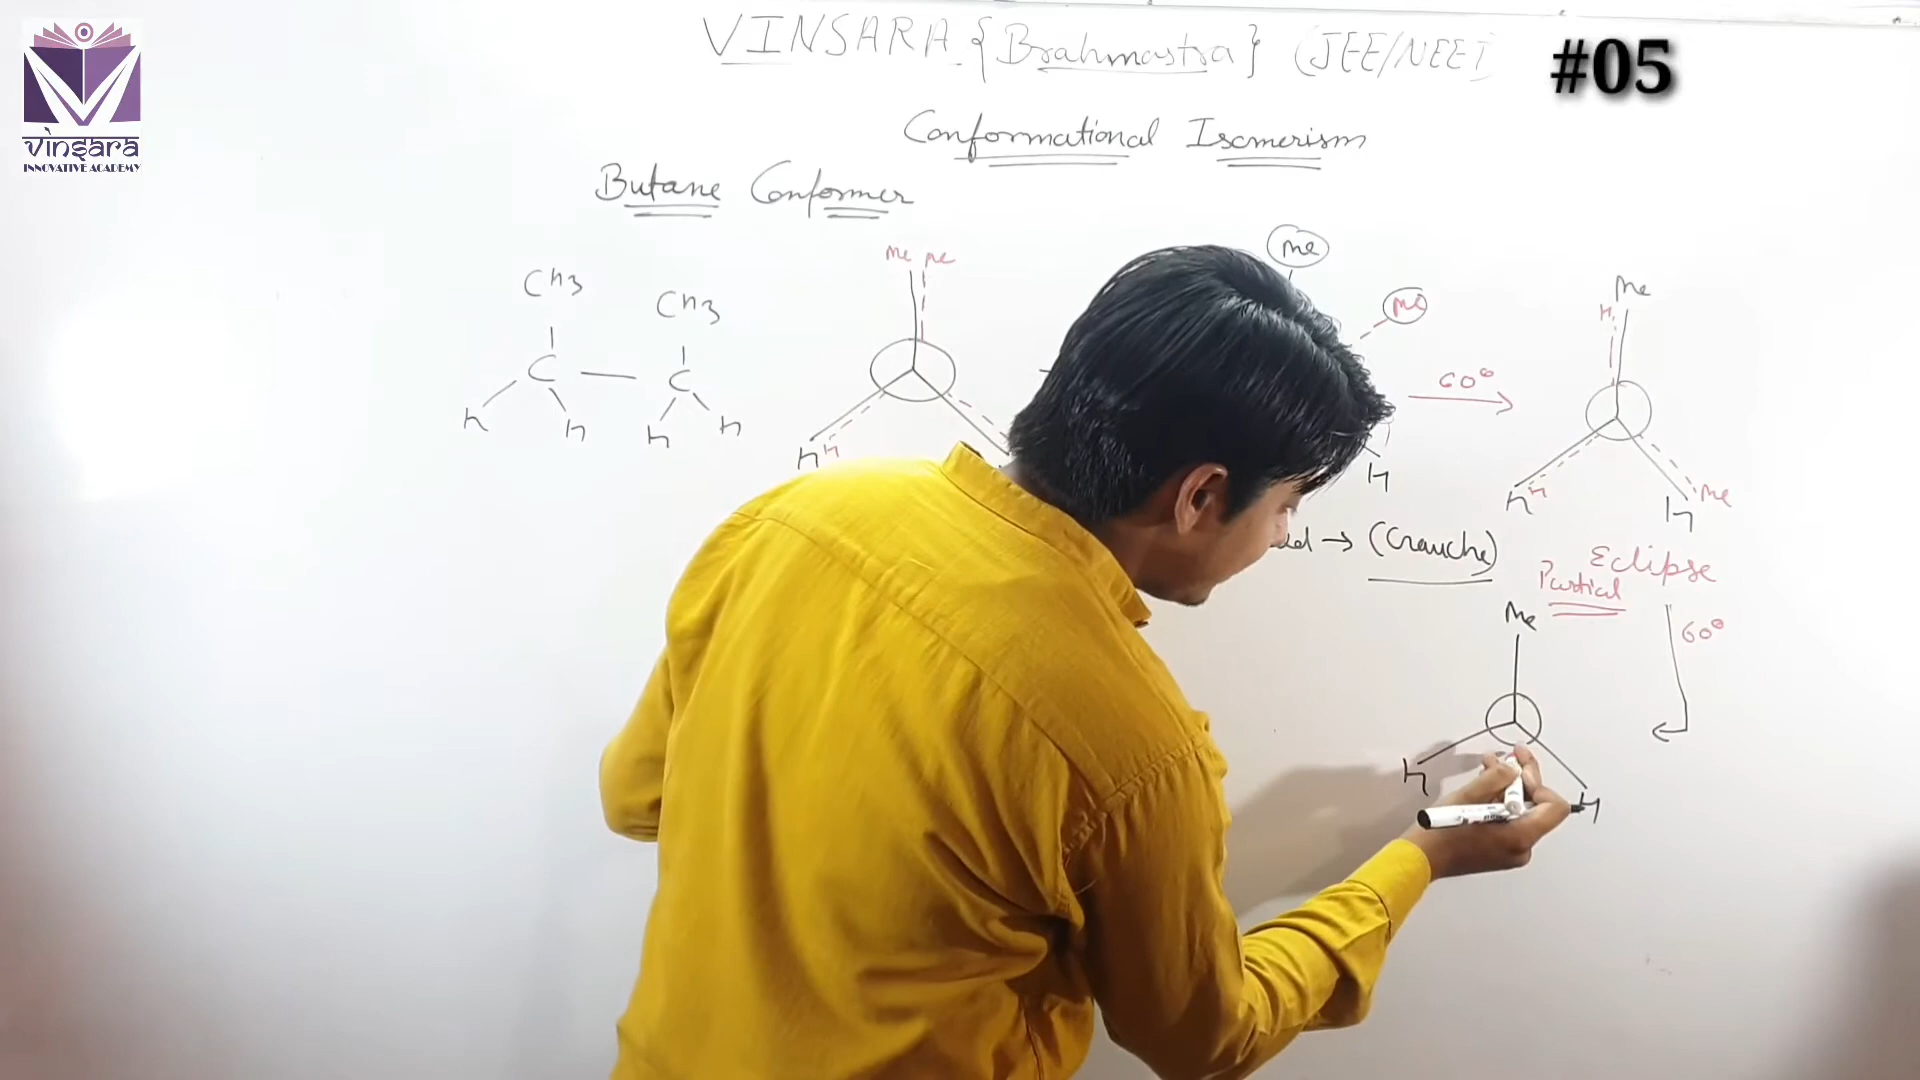 VINSARA {Brahmastra} (JEE/NEET) #05
vinsara
INNOVATIVE ACADEMY
Conformational Isomerism
Butane Conformer
CH3 CH3
C C
H H H H
Me Me
H H
Me
Me
H
60°
Me
H
H H H Me
(Gauche)
Eclipse
Partial
60°
Me
H H